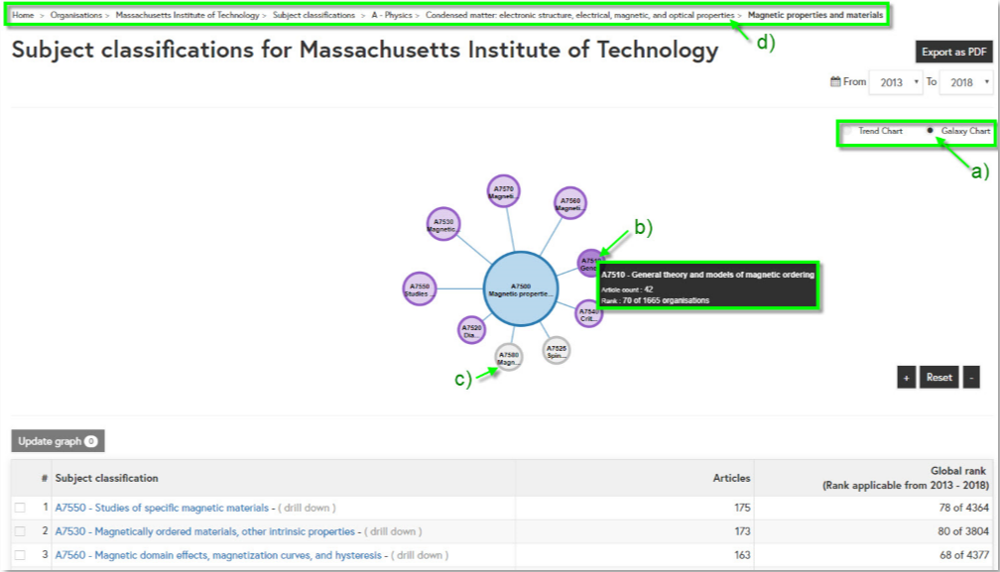 Home > Organisations > Massachusetts Institute of Technology > Subject classifications > A - Physics > Condensed matter: electronic structure, electrical, magnetic, and optical properties > Magnetic properties and materials
Subject classifications for Massachusetts Institute of Technology
d)
Export as PDF
From 2013 To 2018
Trend Chart Galaxy Chart
a)
A7570
Magneti...
A7560
Magneti...
A7530
Magnetic...
b)
A7510
Gene
A7510 - General theory and models of magnetic ordering
Article count : 42
Rank : 70 of 1665 organisations
A7550
Studies ...
A7500
Magnetic propertie...
A7540
Crit...
A7520
Dia...
A7580
Magn...
A7525
Spin...
c)
+ Reset -
Update graph 0
# Subject classification Articles Global rank
(Rank applicable from 2013 - 2018)
1 A7550 - Studies of specific magnetic materials - ( drill down ) 175 78 of 4364
2 A7530 - Magnetically ordered materials, other intrinsic properties - ( drill down ) 173 80 of 3804
3 A7560 - Magnetic domain effects, magnetization curves, and hysteresis - ( drill down ) 163 68 of 4377